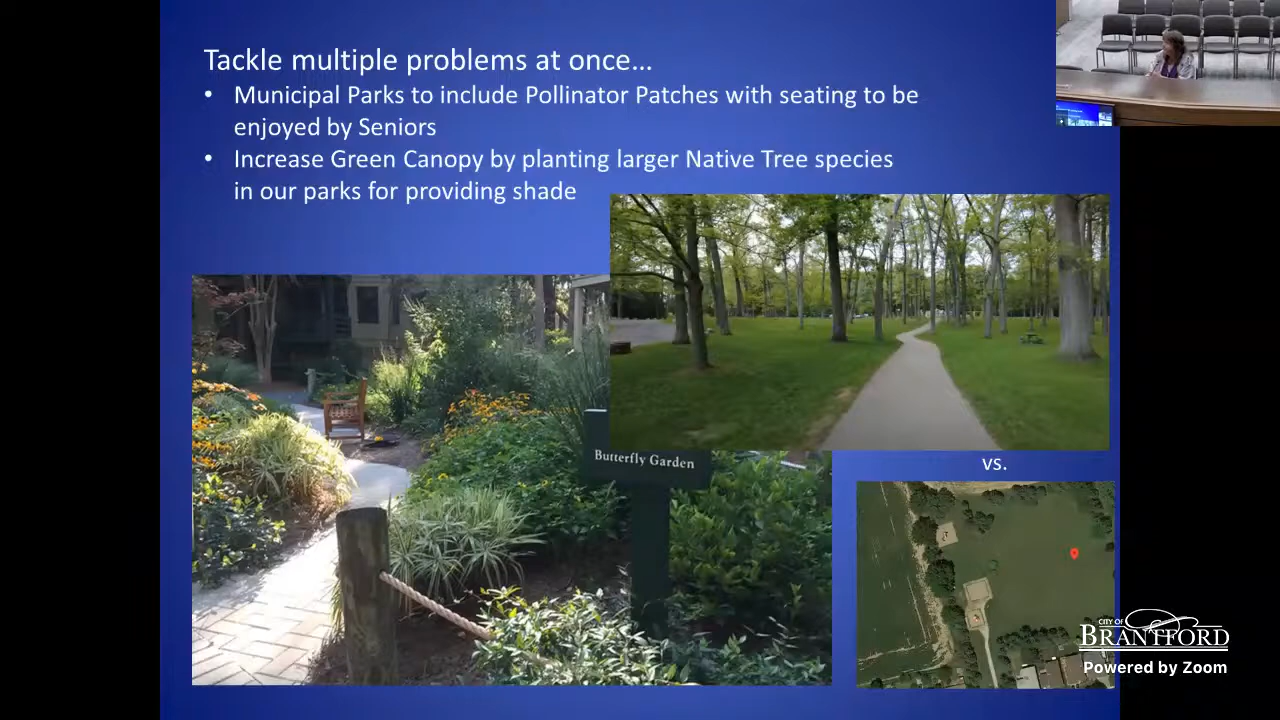 Tackle multiple problems at once…
• Municipal Parks to include Pollinator Patches with seating to be
enjoyed by Seniors
• Increase Green Canopy by planting larger Native Tree species
in our parks for providing shade
Butterfly Garden
vs.
CITY OF
BRANTFORD
Powered by Zoom